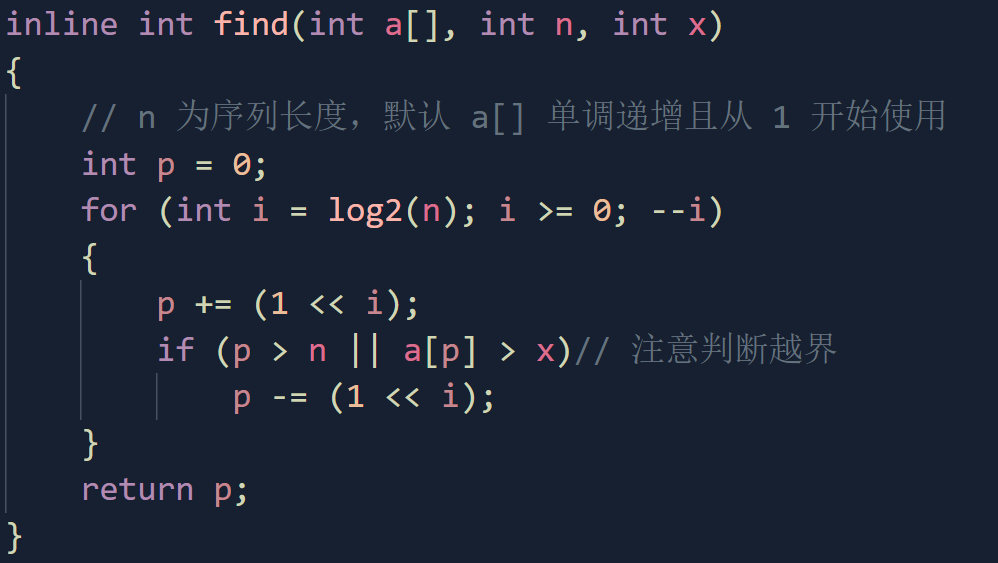 inline int find(int a[], int n, int x)
{
    // n 为序列长度，默认 a[] 单调递增且从 1 开始使用
    int p = 0;
    for (int i = log2(n); i >= 0; --i)
    {
        p += (1 << i);
        if (p > n || a[p] > x)// 注意判断越界
            p -= (1 << i);
    }
    return p;
}